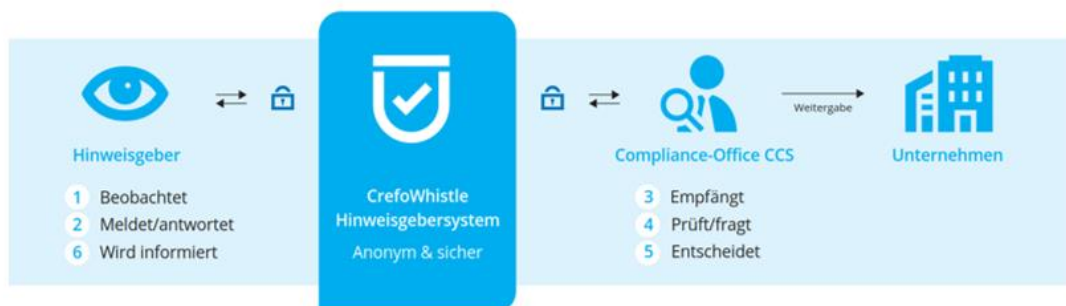 Hinweisgeber
1 Beobachtet
2 Meldet/antwortet
6 Wird informiert
CrefoWhistle
Hinweisgebersystem
Anonym & sicher
Compliance-Office CCS
3 Empfängt
4 Prüft/fragt
5 Entscheidet
Weitergabe
Unternehmen